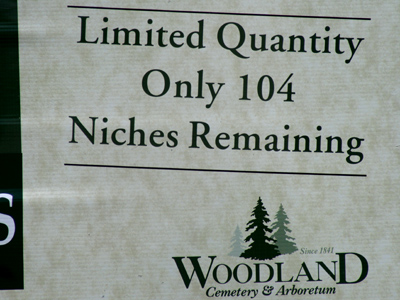 Limited Quantity
Only 104
Niches Remaining
S
Since 1841
WOODLAND
Cemetery & Arboretum